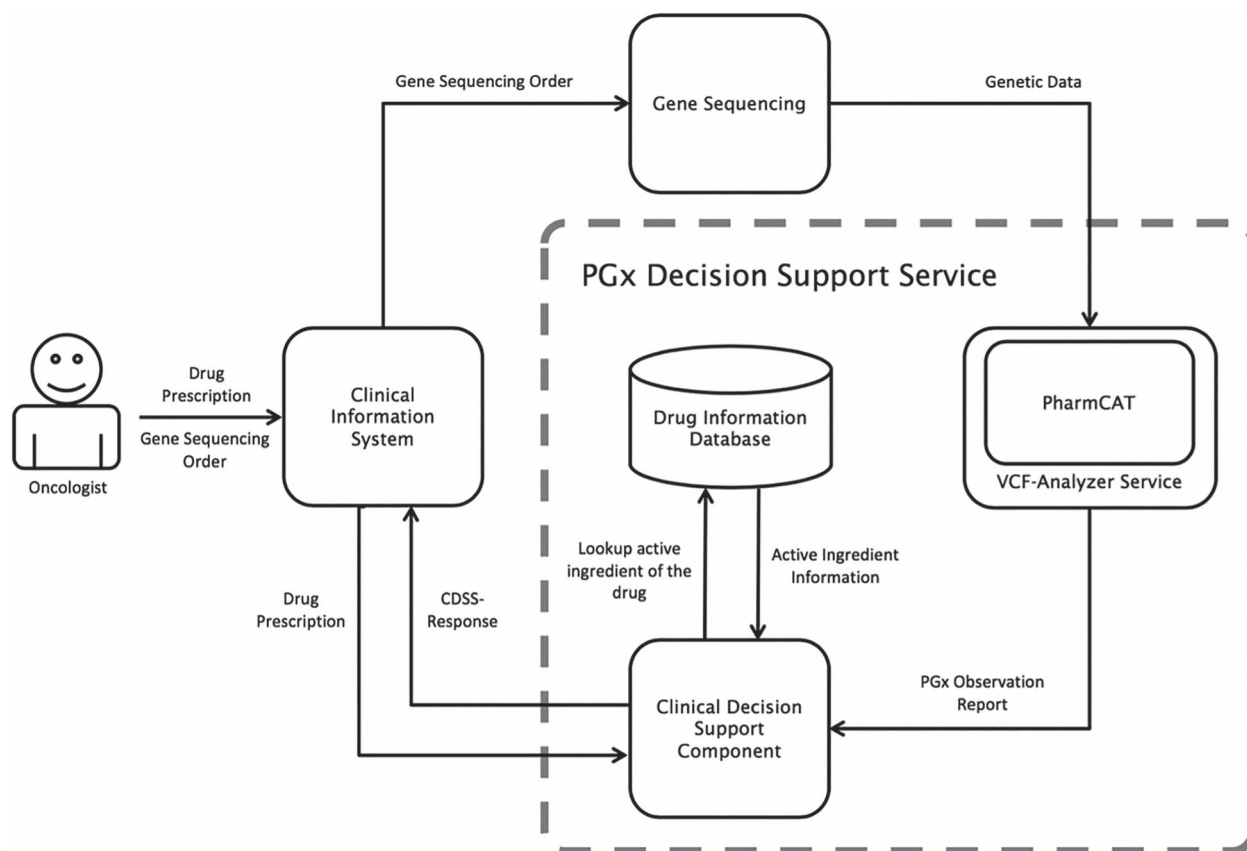 Gene Sequencing Order
Gene Sequencing
Genetic Data
PGx Decision Support Service
Drug
Prescription
Gene Sequencing
Order
Oncologist
Clinical
Information
System
Drug Information
Database
PharmCAT
VCF-Analyzer Service
Lookup active
ingredient of the
drug
Active Ingredient
Information
Drug
Prescription
CDSS-
Response
Clinical Decision
Support
Component
PGx Observation
Report